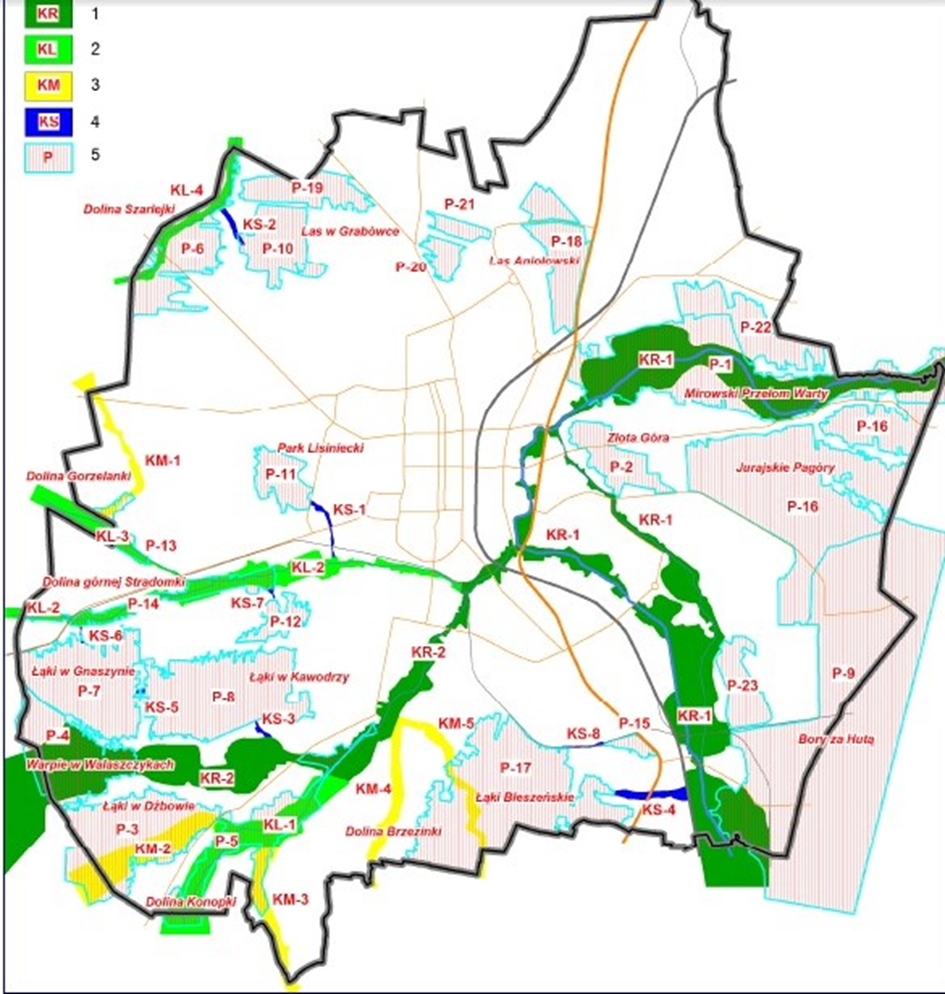 KR 1
KL 2
KM 3
KS 4
P 5
KL-4
P-19
Dolina Szarlejki
KS-2
P-21
Las w Grabówce
P-6
P-10
P-18
P-20
Las Aniołowski
P-22
KR-1
P-1
Mirowski Przełom Warty
P-16
Złota Góra
Park Lisiniecki
KM-1
P-11
P-2
Jurajskie Pagóry
Dolina Gorzelanki
P-16
KS-1
KR-1
KL-3
KR-1
P-13
KL-2
Dolina górnej Stradomki
KL-2
P-14
KS-7
P-12
KS-6
KR-2
Łąki w Gnaszynie
Łąki w Kawodrzy
P-9
P-7
P-8
P-23
KS-5
KS-3
KM-5
P-15
KR-1
P-4
KS-8
Bory za Hutą
Warpie w Walaszczykach
P-17
KR-2
KM-4
Łąki Bleszeńskie
Łąki w Dźbowie
KS-4
KL-1
P-3
Dolina Brzezinki
P-5
KM-2
Dolina Konopki
KM-3